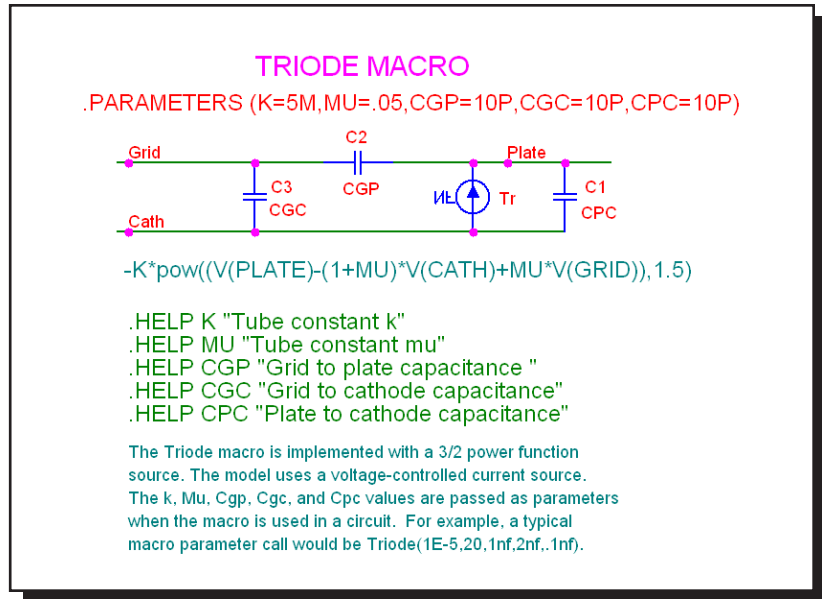 TRIODE MACRO
.PARAMETERS (K=5M,MU=.05,CGP=10P,CGC=10P,CPC=10P)
C2
Grid
Plate
CGP
C3
CGC
Tr
C1
CPC
Cath
-K*pow((V(PLATE)-(1+MU)*V(CATH)+MU*V(GRID)),1.5)
.HELP K "Tube constant k"
.HELP MU "Tube constant mu"
.HELP CGP "Grid to plate capacitance "
.HELP CGC "Grid to cathode capacitance"
.HELP CPC "Plate to cathode capacitance"
The Triode macro is implemented with a 3/2 power function
source. The model uses a voltage-controlled current source.
The k, Mu, Cgp, Cgc, and Cpc values are passed as parameters
when the macro is used in a circuit.  For example, a typical
macro parameter call would be Triode(1E-5,20,1nf,2nf,.1nf).